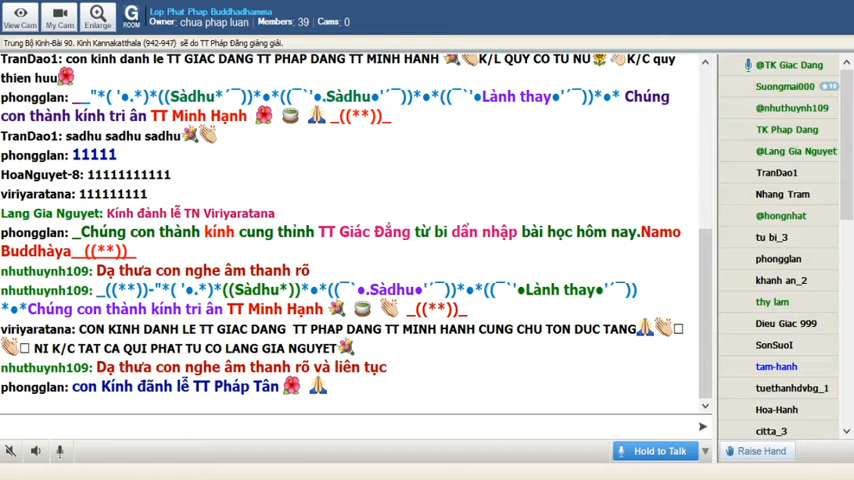 Lop Phat Phap Buddhadhamma
Owner: chua phap luan Members: 39 Cams: 0
View Cam My Cam Enlarge G ROOM
Trung Bộ Kinh-Bài 90. Kinh Kannakatthala (942-947) sẽ do TT Pháp Đăng giảng giải.
TranDao1: con kinh danh le TT GIAC DANG TT PHAP DANG TT MINH HANH 💐👏K/L QUY CO TU NU🌻👏K/C quy
thien huu🌺
phongglan: _ _"*( '●.*)*((Sàdhu*´¯))*●*((¯`'●.Sàdhu●'´¯))*●*((¯`'●Lành thay●'´¯))*●* Chúng
con thành kính tri ân TT Minh Hạnh 🌺 🍵 🙏 _((**))_
TranDao1: sadhu sadhu sadhu💐👏
phongglan: 11111
HoaNguyet-8: 11111111111
viriyaratana: 111111111
Lang Gia Nguyet: Kính đảnh lễ TN Viriyaratana
phongglan: _Chúng con thành kính cung thỉnh TT Giác Đẳng từ bi dẩn nhập bài học hôm nay.Namo
Buddhàya_((**))_
nhuthuynh109: Dạ thưa con nghe âm thanh rõ
nhuthuynh109: _((**))-"*( '●.*)*((Sàdhu*))*●*((¯`●.Sàdhu●'´¯))*●*((¯`'●Lành thay●'´¯))
*●*Chúng con thành kính tri ân TT Minh Hạnh 💐 🍵 👏 _((**))_
viriyaratana: CON KINH DANH LE TT GIAC DANG TT PHAP DANG TT MINH HANH CUNG CHU TON DUC TANG🙏👏□
👏□ NI K/C TAT CA QUI PHAT TU CO LANG GIA NGUYET💐
nhuthuynh109: Dạ thưa con nghe âm thanh rõ và liên tục
phongglan: con Kính đãnh lễ TT Pháp Tân 🌺 🙏
Hold to Talk
@TK Giac Dang
Suongmai000 18
@nhuthuynh109
TK Phap Dang
@Lang Gia Nguyet
TranDao1
Nhang Tram
@hongnhat
tu bi_3
phongglan
khanh an_2
thy lam
Dieu Giac 999
SonSuoI
tam-hanh
tuethanhdvbg_1
Hoa-Hanh
citta_3
Raise Hand